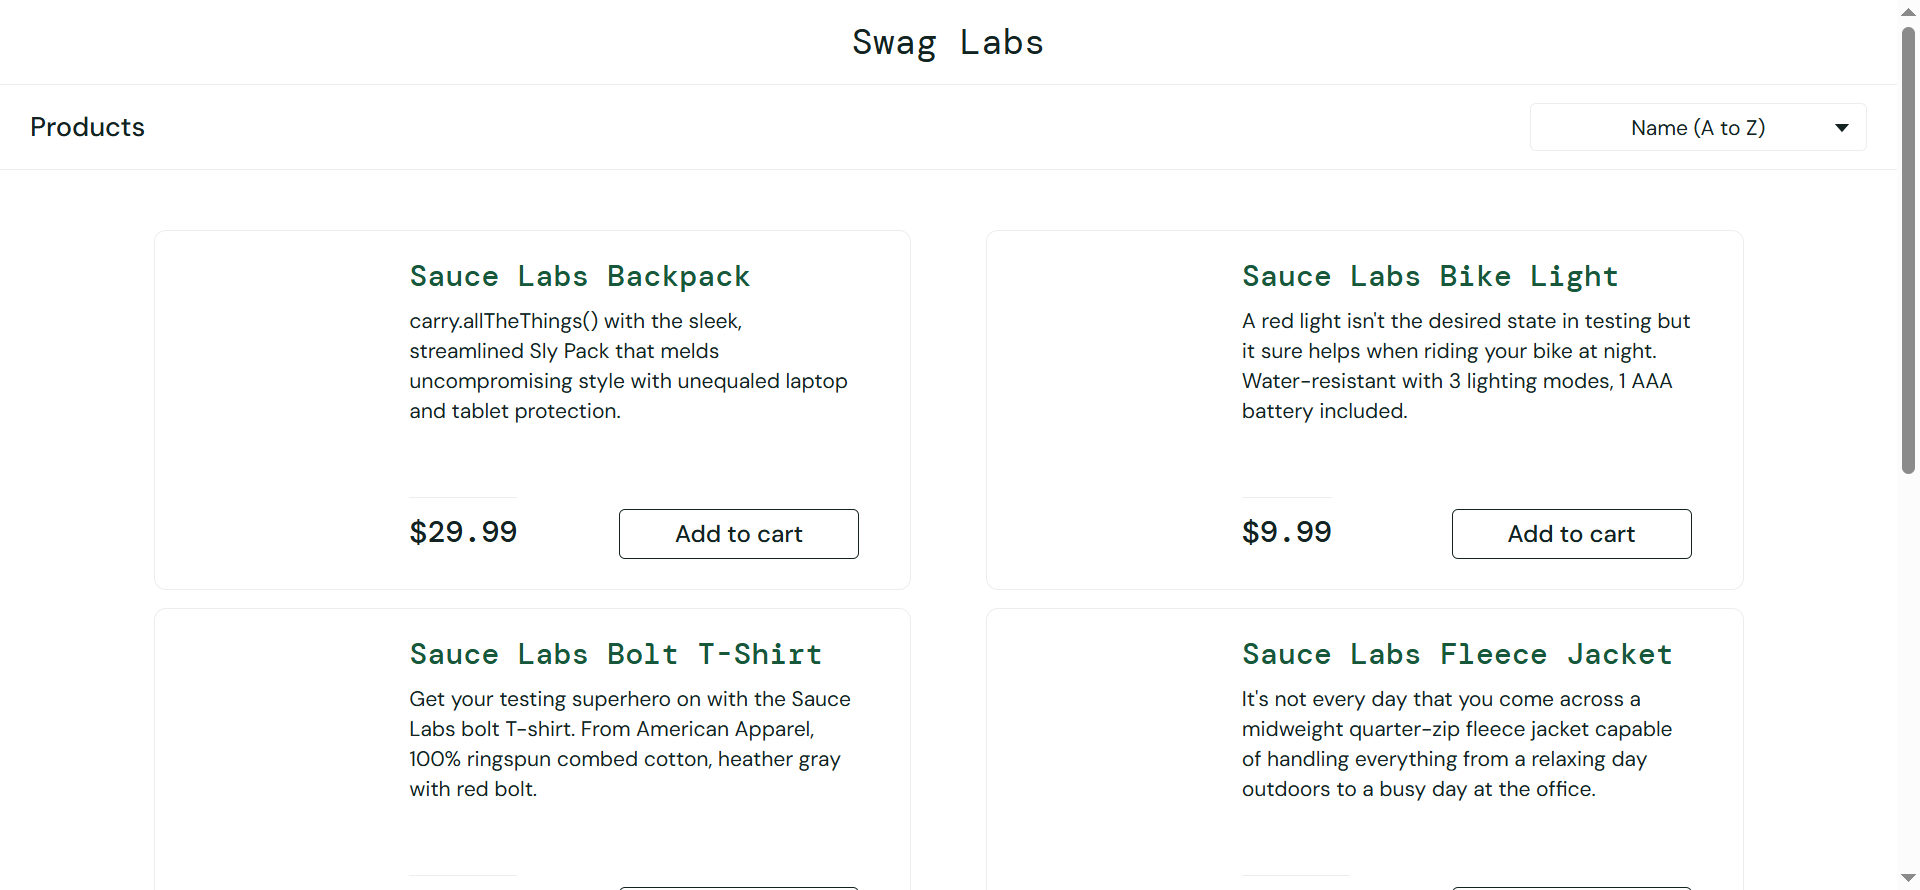 Swag Labs
Products
Name (A to Z)
Sauce Labs Backpack
carry.allTheThings() with the sleek,
streamlined Sly Pack that melds
uncompromising style with unequaled laptop
and tablet protection.
$29.99
Add to cart
Sauce Labs Bike Light
A red light isn't the desired state in testing but
it sure helps when riding your bike at night.
Water-resistant with 3 lighting modes, 1 AAA
battery included.
$9.99
Add to cart
Sauce Labs Bolt T-Shirt
Get your testing superhero on with the Sauce
Labs bolt T-shirt. From American Apparel,
100% ringspun combed cotton, heather gray
with red bolt.
Sauce Labs Fleece Jacket
It's not every day that you come across a
midweight quarter-zip fleece jacket capable
of handling everything from a relaxing day
outdoors to a busy day at the office.